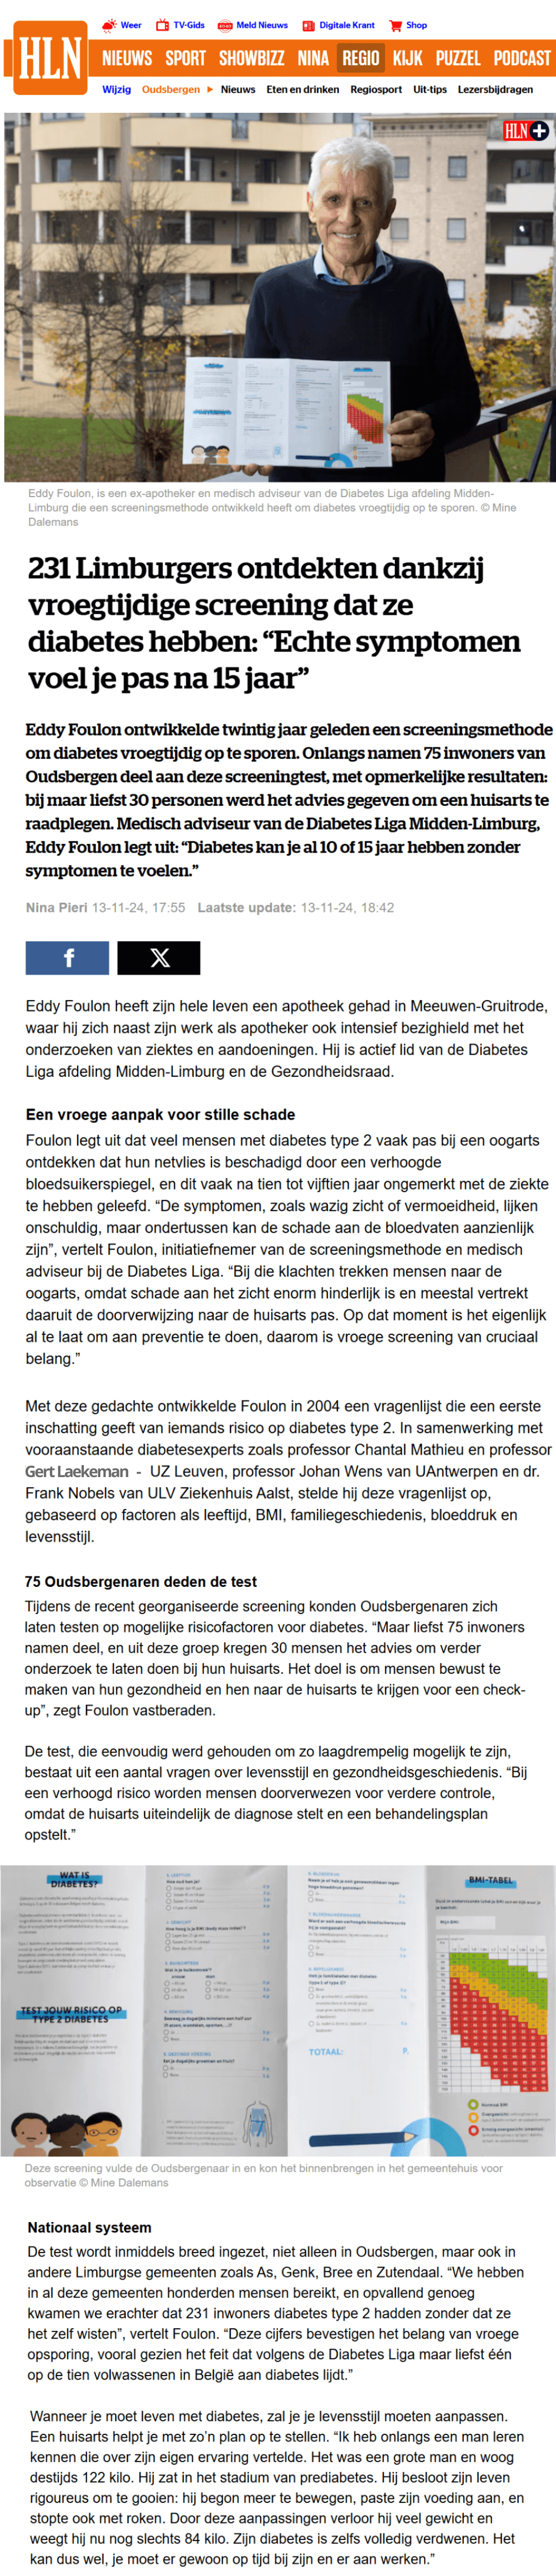 Weer TV-Gids Meld Nieuws Digitale Krant Shop
HLN
NIEUWS SPORT SHOWBIZZ NINA REGIO KIJK PUZZEL PODCAST
Wijzig Oudsbergen Nieuws Eten en drinken Regiosport Uit-tips Lezersbijdragen
HLN +
Eddy Foulon, is een ex-apotheker en medisch adviseur van de Diabetes Liga afdeling Midden-
Limburg die een screeningsmethode ontwikkeld heeft om diabetes vroegtijdig op te sporen. © Mine
Dalemans
231 Limburgers ontdekten dankzij
vroegtijdige screening dat ze
diabetes hebben: “Echte symptomen
voel je pas na 15 jaar”
Eddy Foulon ontwikkelde twintig jaar geleden een screeningsmethode
om diabetes vroegtijdig op te sporen. Onlangs namen 75 inwoners van
Oudsbergen deel aan deze screeningtest, met opmerkelijke resultaten:
bij maar liefst 30 personen werd het advies gegeven om een huisarts te
raadplegen. Medisch adviseur van de Diabetes Liga Midden-Limburg,
Eddy Foulon legt uit: “Diabetes kan je al 10 of 15 jaar hebben zonder
symptomen te voelen.”
Nina Pieri 13-11-24, 17:55 Laatste update: 13-11-24, 18:42
f X
Eddy Foulon heeft zijn hele leven een apotheek gehad in Meeuwen-Gruitrode,
waar hij zich naast zijn werk als apotheker ook intensief bezighield met het
onderzoeken van ziektes en aandoeningen. Hij is actief lid van de Diabetes
Liga afdeling Midden-Limburg en de Gezondheidsraad.
Een vroege aanpak voor stille schade
Foulon legt uit dat veel mensen met diabetes type 2 vaak pas bij een oogarts
ontdekten dat hun netvlies is beschadigd door een verhoogde
bloedsuikerspiegel, en dit vaak na tien tot vijftien jaar ongemerkt met de ziekte
te hebben geleefd. “De symptomen, zoals wazig zicht of vermoeidheid, lijken
onschuldig, maar ondertussen kan de schade aan de bloedvaten aanzienlijk
zijn”, vertelt Foulon, initiatiefnemer van de screeningsmethode en medisch
adviseur bij de Diabetes Liga. “Bij die klachten trekken mensen naar de
oogarts, omdat schade aan het zicht enorm hinderlijk is en meestal vertrekt
daaruit de doorverwijzing naar de huisarts pas. Op dat moment is het eigenlijk
al te laat om aan preventie te doen, daarom is vroege screening van cruciaal
belang.”
Met deze gedachte ontwikkelde Foulon in 2004 een vragenlijst die een eerste
inschatting geeft van iemands risico op diabetes type 2. In samenwerking met
vooraanstaande diabetesexperts zoals professor Chantal Mathieu en professor
Gert Laekeman - UZ Leuven, professor Johan Wens van UAntwerpen en dr.
Frank Nobels van ULV Ziekenhuis Aalst, stelde hij deze vragenlijst op,
gebaseerd op factoren als leeftijd, BMI, familiegeschiedenis, bloeddruk en
levensstijl.
75 Oudsbergenaren deden de test
Tijdens de recent georganiseerde screening konden Oudsbergenaren zich
laten testen op mogelijke risicofactoren voor diabetes. “Maar liefst 75 inwoners
namen deel, en uit deze groep kregen 30 mensen het advies om verder
onderzoek te laten doen bij hun huisarts. Het doel is om mensen bewust te
maken van hun gezondheid en hen naar de huisarts te krijgen voor een check-
up”, zegt Foulon vastberaden.
De test, die eenvoudig werd gehouden om zo laagdrempelig mogelijk te zijn,
bestaat uit een aantal vragen over levensstijl en gezondheidsgeschiedenis. “Bij
een verhoogd risico worden mensen doorverwezen voor verdere controle,
omdat de huisarts uiteindelijk de diagnose stelt en een behandelingsplan
opstelt.”
WAT IS
DIABETES?
TEST JOUW RISICO OP
TYPE 2 DIABETES
TOTAAL: P.
BMI-TABEL
Deze screening vulde de Oudsbergenaar in en kon het binnenbrengen in het gemeentehuis voor
observatie © Mine Dalemans
Nationaal systeem
De test wordt inmiddels breed ingezet, niet alleen in Oudsbergen, maar ook in
andere Limburgse gemeenten zoals As, Genk, Bree en Zutendaal. “We hebben
in al deze gemeenten honderden mensen bereikt, en opvallend genoeg
kwamen we erachter dat 231 inwoners diabetes type 2 hadden zonder dat ze
het zelf wisten”, vertelt Foulon. “Deze cijfers bevestigen het belang van vroege
opsporing, vooral gezien het feit dat volgens de Diabetes Liga maar liefst één
op de tien volwassenen in België aan diabetes lijdt.”
Wanneer je moet leven met diabetes, zal je je levensstijl moeten aanpassen.
Een huisarts helpt je met zo’n plan op te stellen. “Ik heb onlangs een man leren
kennen die over zijn eigen ervaring vertelde. Het was een grote man en woog
destijds 122 kilo. Hij zat in het stadium van prediabetes. Hij besloot zijn leven
rigoureus om te gooien: hij begon meer te bewegen, paste zijn voeding aan, en
stopte ook met roken. Door deze aanpassingen verloor hij veel gewicht en
weegt hij nu nog slechts 84 kilo. Zijn diabetes is zelfs volledig verdwenen. Het
kan dus wel, je moet er gewoon op tijd bij zijn en er aan werken.”